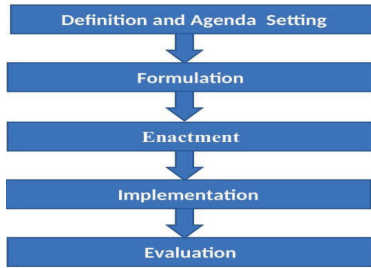 Definition and Agenda Setting
Formulation
Enactment
Implementation
Evaluation